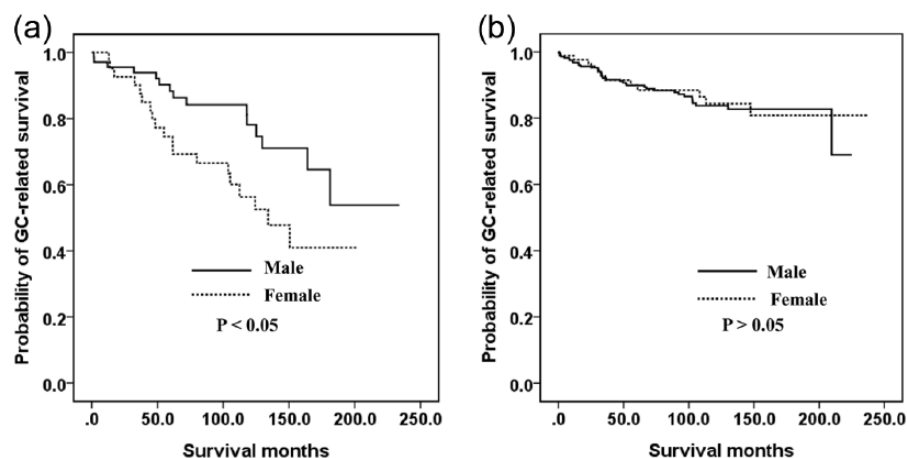 (a)
Probability of GC-related survival
1.0
0.8
0.6
0.4
0.2
0.0
Male
Female
P < 0.05
.0 50.0 100.0 150.0 200.0 250.0
Survival months
(b)
Probability of GC-related survival
1.0
0.8
0.6
0.4
0.2
0.0
Male
Female
P > 0.05
.0 50.0 100.0 150.0 200.0 250.0
Survival months